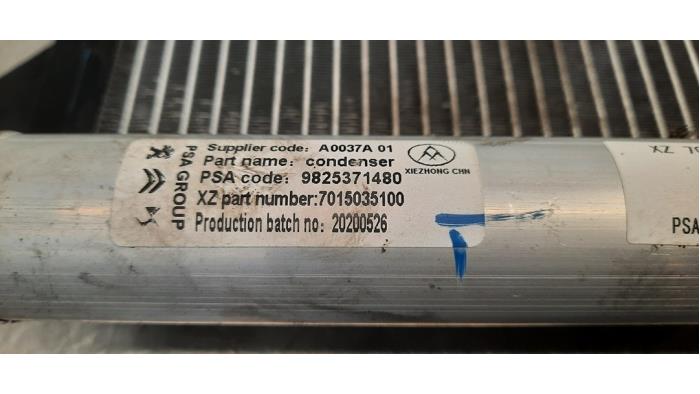 Supplier code: A0037A 01
Part name: condenser
PSA code: 9825371480
XZ part number:7015035100
Production batch no: 20200526
PSA GROUP
XIEZHONG CHN
ZX
PSA